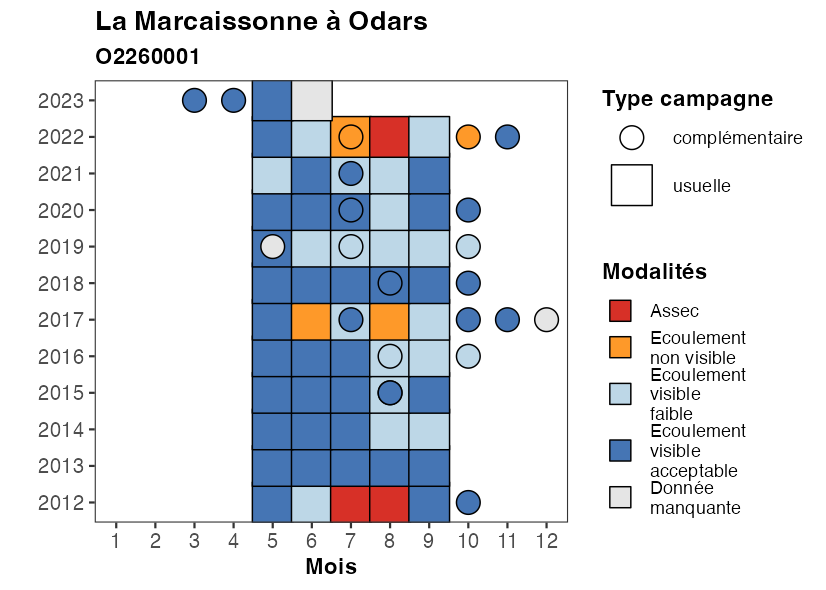 La Marcaissonne à Odars
O2260001
2023
2022
2021
2020
2019
2018
2017
2016
2015
2014
2013
2012
1 2 3 4 5 6 7 8 9 10 11 12
Mois
Type campagne
complémentaire
usuelle
Modalités
Assec
Ecoulement
non visible
Ecoulement
visible
faible
Ecoulement
visible
acceptable
Donnée
manquante